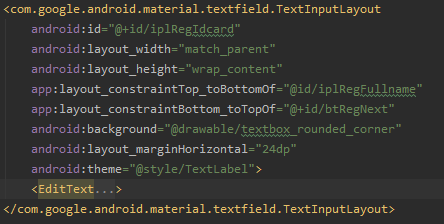 <com.google.android.material.textfield.TextInputLayout
android:id="@+id/iplRegIdcard"
android:layout_width="match_parent"
android:layout_height="wrap_content"
app:layout_constraintTop_toBottomOf="@id/iplRegFullname"
app:layout_constraintBottom_toTopOf="@+id/btRegNext"
android:background="@drawable/textbox_rounded_corner"
android:layout_marginHorizontal="24dp"
android:theme="@style/TextLabel">
<EditText...>
</com.google.android.material.textfield.TextInputLayout>